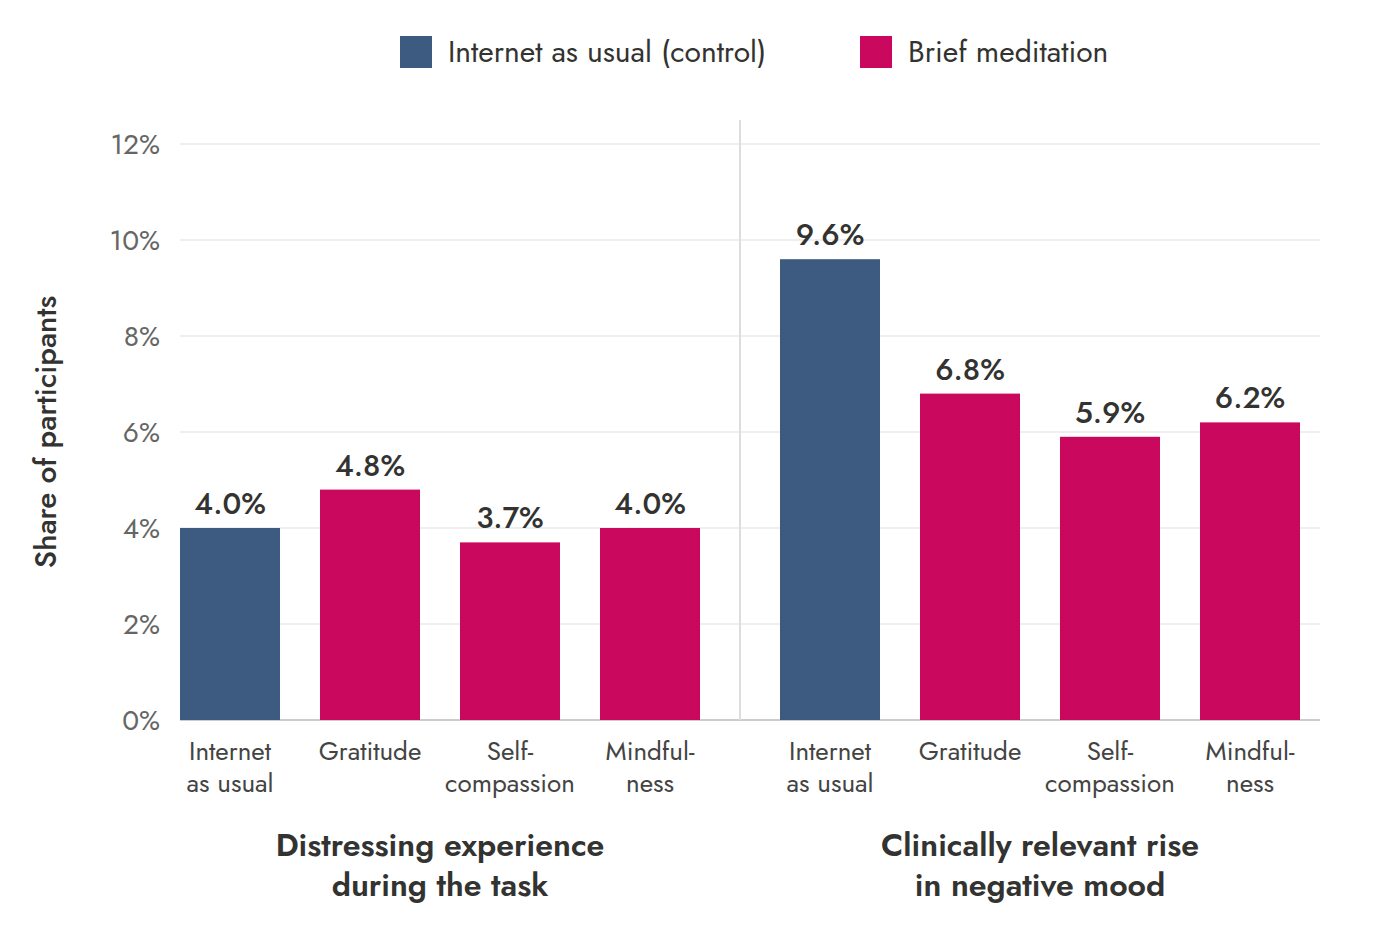 Internet as usual (control)
Brief meditation
Share of participants
12%
10%
8%
6%
4%
2%
0%
4.0%
4.8%
3.7%
4.0%
9.6%
6.8%
5.9%
6.2%
Internet
as usual
Gratitude
Self-
compassion
Mindful-
ness
Internet
as usual
Gratitude
Self-
compassion
Mindful-
ness
Distressing experience
during the task
Clinically relevant rise
in negative mood